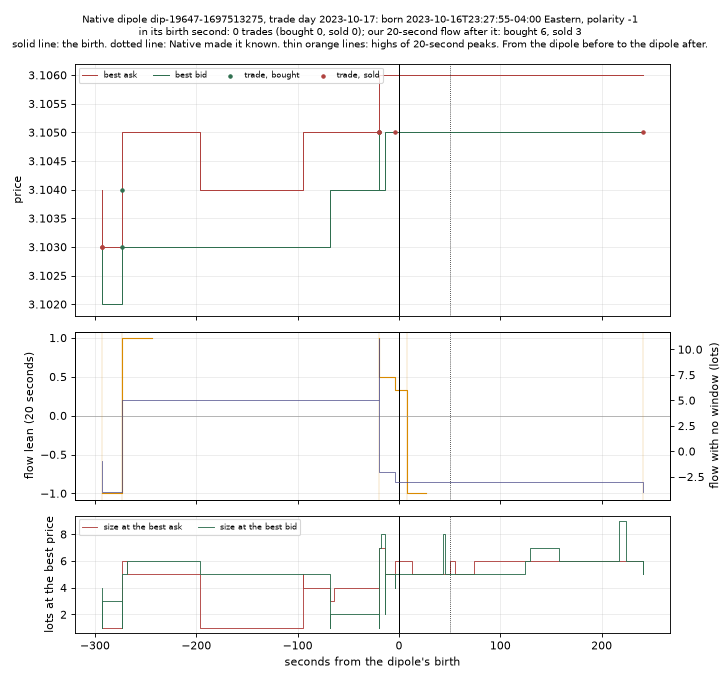 Native dipole dip-19647-1697513275, trade day 2023-10-17: born 2023-10-16T23:27:55-04:00 Eastern, polarity -1
in its birth second: 0 trades (bought 0, sold 0); our 20-second flow after it: bought 6, sold 3
solid line: the birth. dotted line: Native made it known. thin orange lines: highs of 20-second peaks. From the dipole before to the dipole after.
best ask best bid trade, bought trade, sold
3.1060
3.1055
3.1050
3.1045
3.1040
3.1035
3.1030
3.1025
3.1020
price
1.0
0.5
0.0
−0.5
−1.0
flow lean (20 seconds)
10.0
7.5
5.0
2.5
0.0
−2.5
flow with no window (lots)
size at the best ask size at the best bid
8
6
4
2
lots at the best price
−300 −200 −100 0 100 200
seconds from the dipole's birth